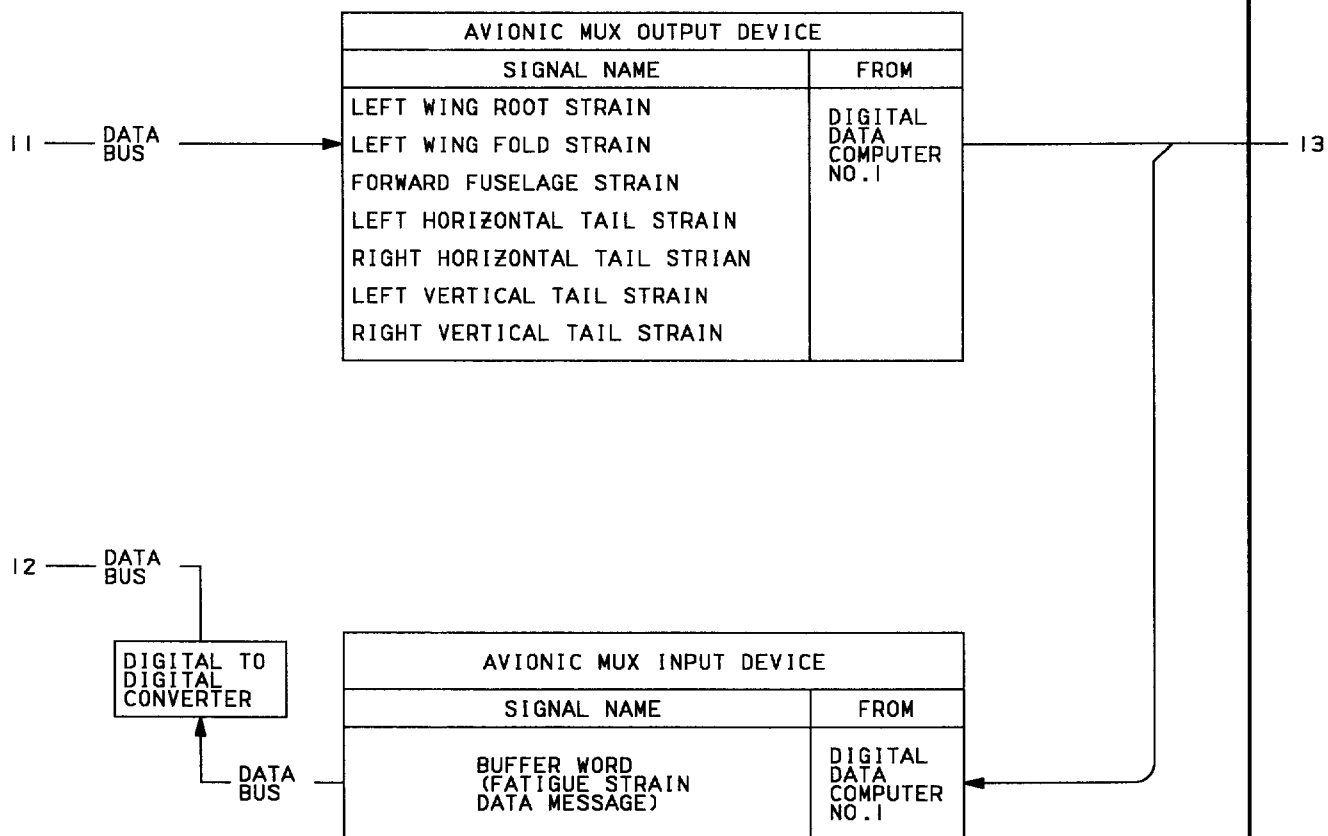 AVIONIC MUX OUTPUT DEVICE
SIGNAL NAME
FROM
LEFT WING ROOT STRAIN
LEFT WING FOLD STRAIN
FORWARD FUSELAGE STRAIN
LEFT HORIZONTAL TAIL STRAIN
RIGHT HORIZONTAL TAIL STRIAN
LEFT VERTICAL TAIL STRAIN
RIGHT VERTICAL TAIL STRAIN
DIGITAL
DATA
COMPUTER
NO.1
11
DATA
BUS
13
12
DATA
BUS
DIGITAL TO
DIGITAL
CONVERTER
DATA
BUS
AVIONIC MUX INPUT DEVICE
SIGNAL NAME
FROM
BUFFER WORD
(FATIGUE STRAIN
DATA MESSAGE)
DIGITAL
DATA
COMPUTER
NO.1